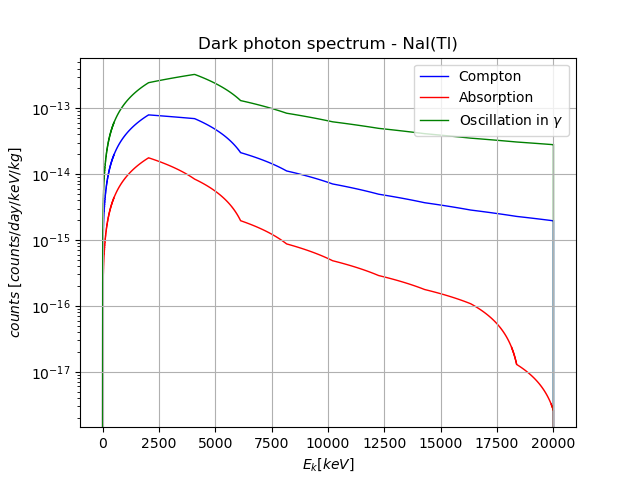 Dark photon spectrum - NaI(Tl)
Compton
Absorption
Oscillation in γ
10⁻¹³
10⁻¹⁴
10⁻¹⁵
10⁻¹⁶
10⁻¹⁷
counts [counts/day/keV/kg]
0 2500 5000 7500 10000 12500 15000 17500 20000
Eₖ[keV]